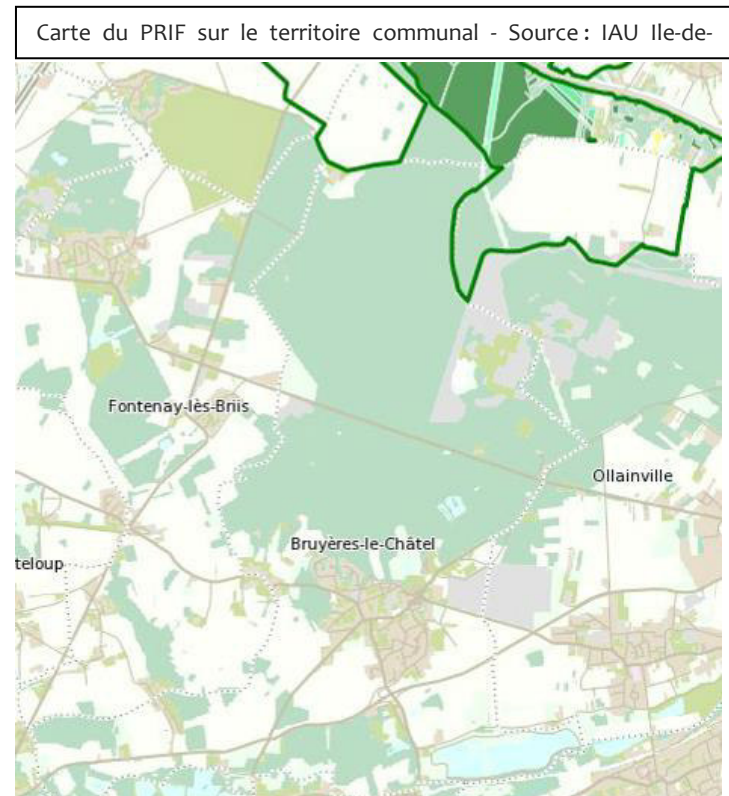 Carte du PRIF sur le territoire communal - Source : IAU Ile-de-
Fontenay-lès-Briis
Ollainville
Bruyères-le-Châtel
teloup